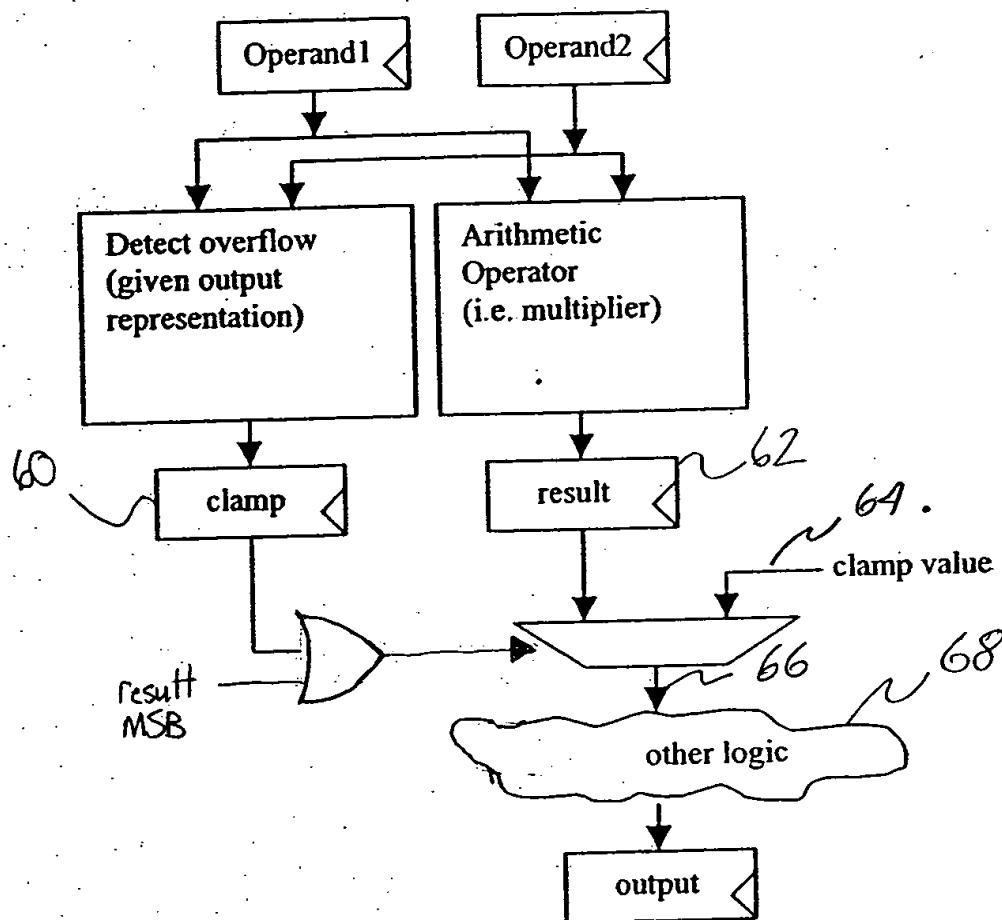 Operand1
Operand2
Detect overflow
(given output
representation)
Arithmetic
Operator
(i.e. multiplier)
60
clamp
result
62
64.
clamp value
result
MSB
66
68
other logic
output